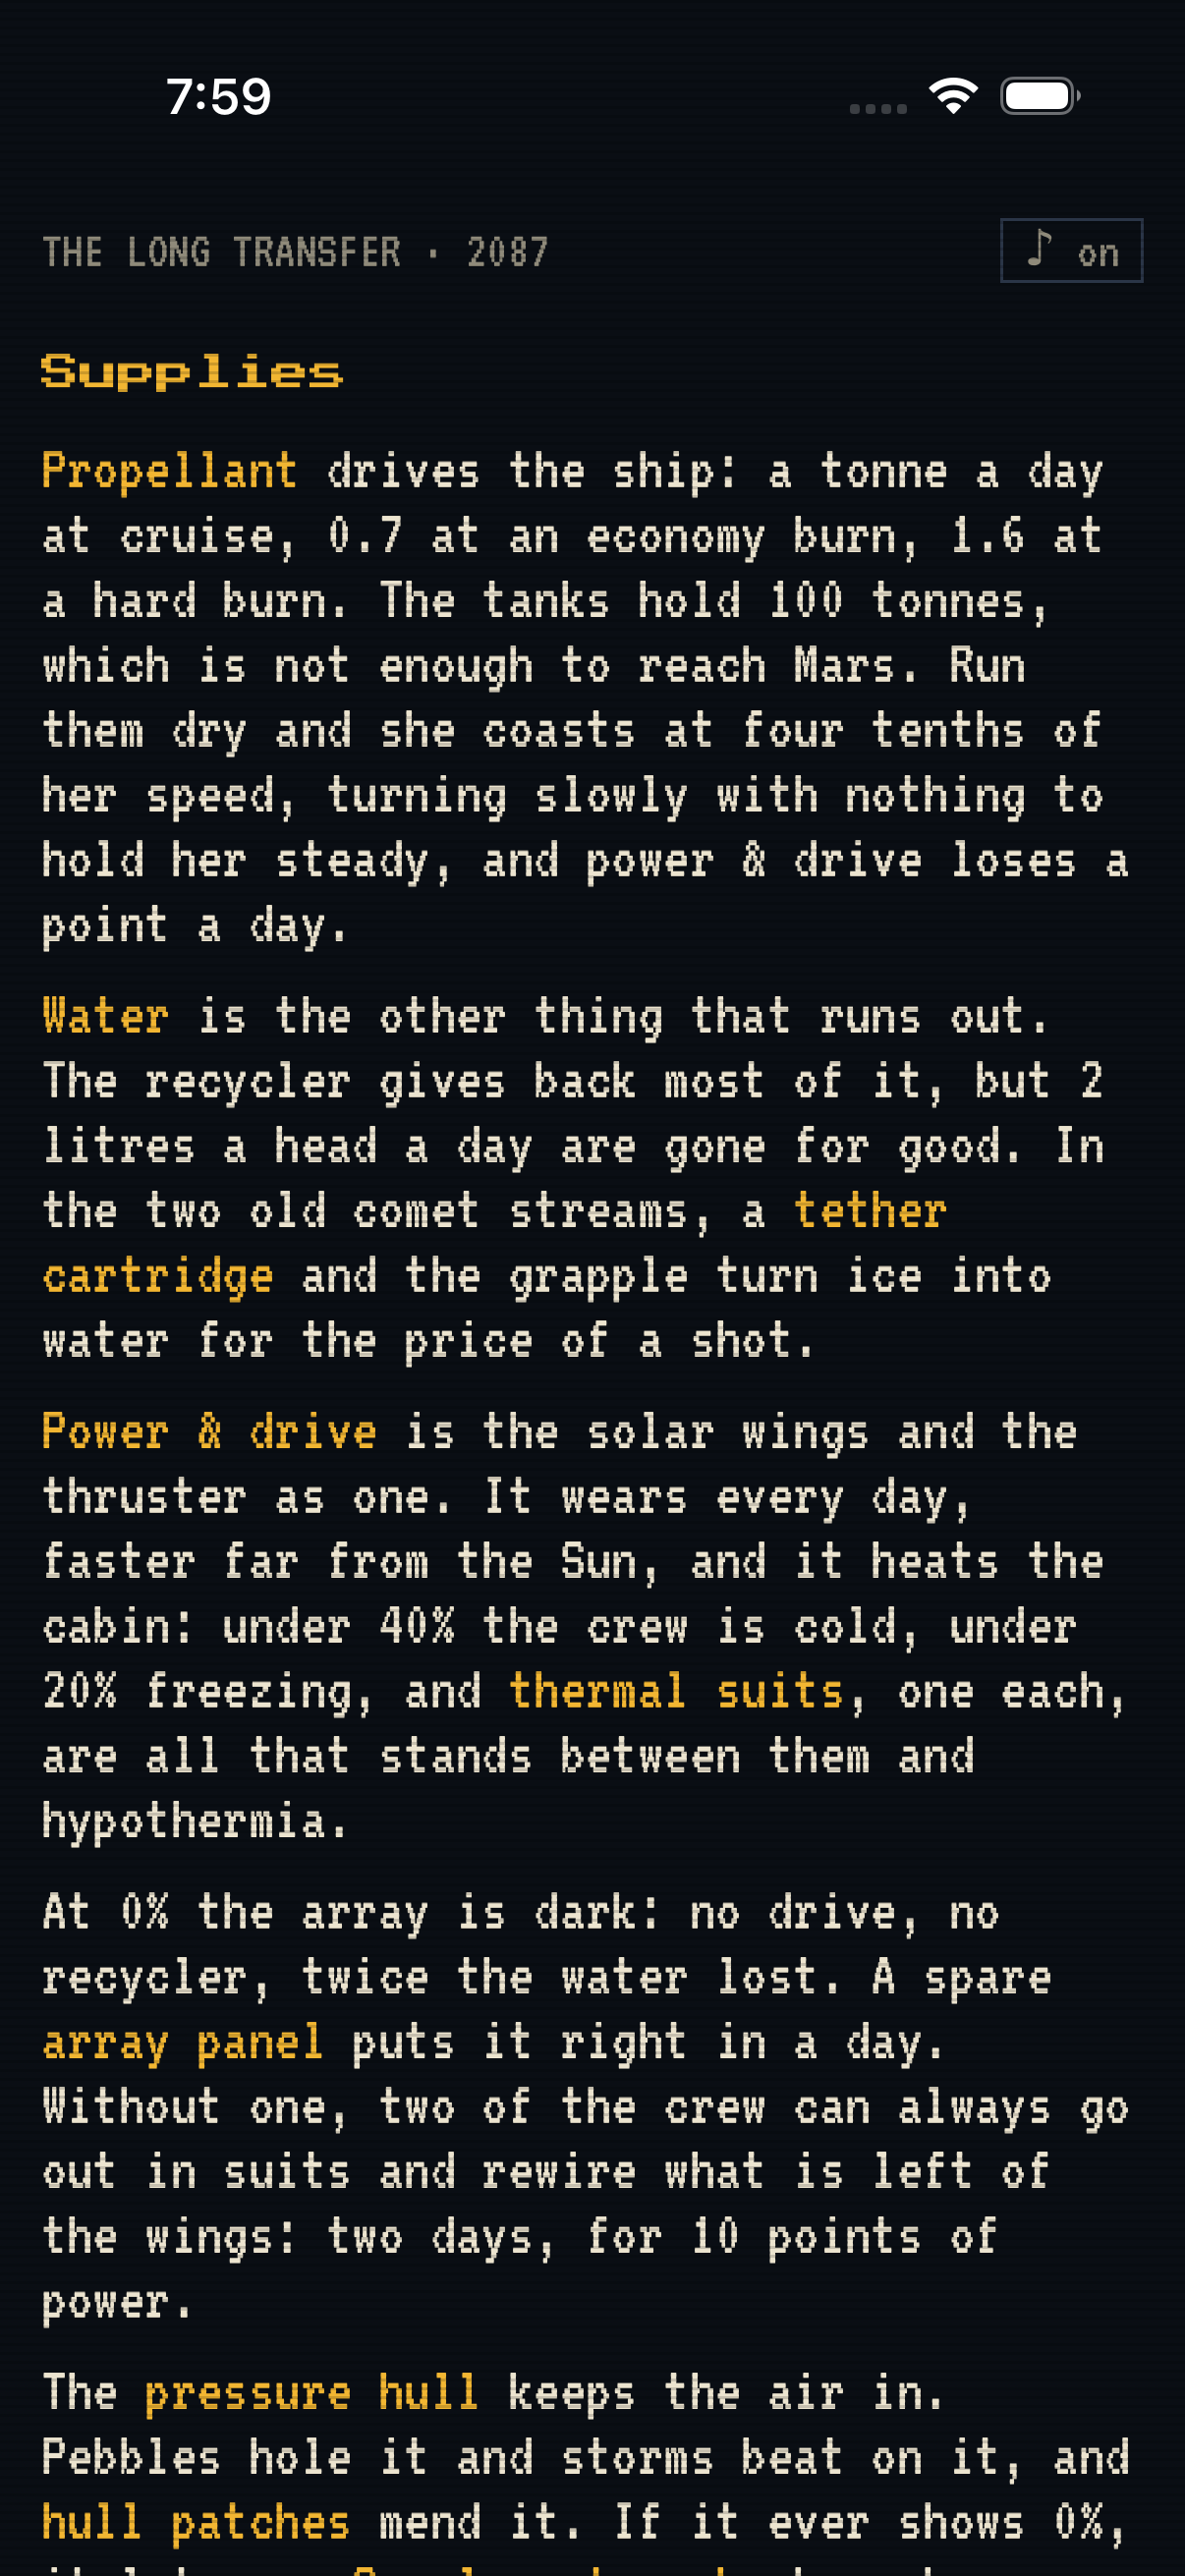 7:59
THE LONG TRANSFER · 2087
♪ on
Supplies
Propellant drives the ship: a tonne a day
at cruise, 0.7 at an economy burn, 1.6 at
a hard burn. The tanks hold 100 tonnes,
which is not enough to reach Mars. Run
them dry and she coasts at four tenths of
her speed, turning slowly with nothing to
hold her steady, and power & drive loses a
point a day.
Water is the other thing that runs out.
The recycler gives back most of it, but 2
litres a head a day are gone for good. In
the two old comet streams, a tether
cartridge and the grapple turn ice into
water for the price of a shot.
Power & drive is the solar wings and the
thruster as one. It wears every day,
faster far from the Sun, and it heats the
cabin: under 40% the crew is cold, under
20% freezing, and thermal suits, one each,
are all that stands between them and
hypothermia.
At 0% the array is dark: no drive, no
recycler, twice the water lost. A spare
array panel puts it right in a day.
Without one, two of the crew can always go
out in suits and rewire what is left of
the wings: two days, for 10 points of
power.
The pressure hull keeps the air in.
Pebbles hole it and storms beat on it, and
hull patches mend it. If it ever shows 0%,